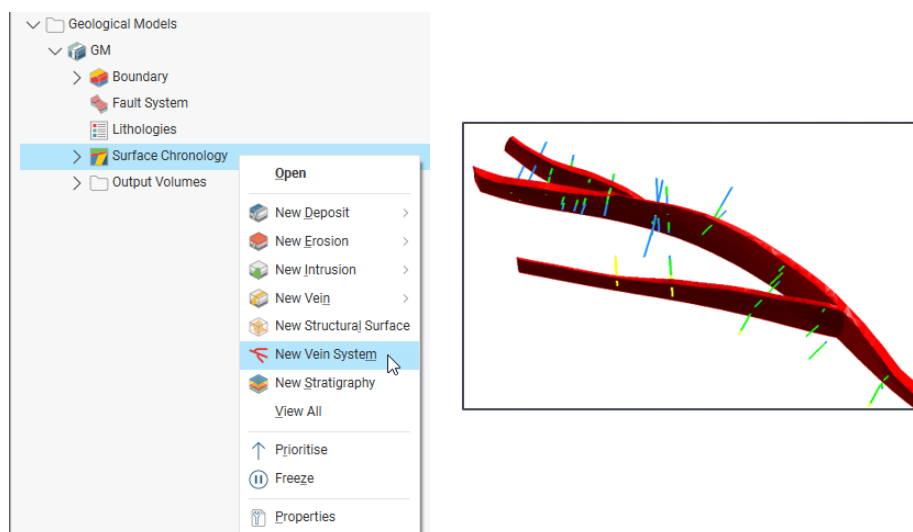 Geological Models
GM
Boundary
Fault System
Lithologies
Surface Chronology
Output Volumes
Open
New Deposit
New Erosion
New Intrusion
New Vein
New Structural Surface
New Vein System
New Stratigraphy
View All
Prioritise
Freeze
Properties